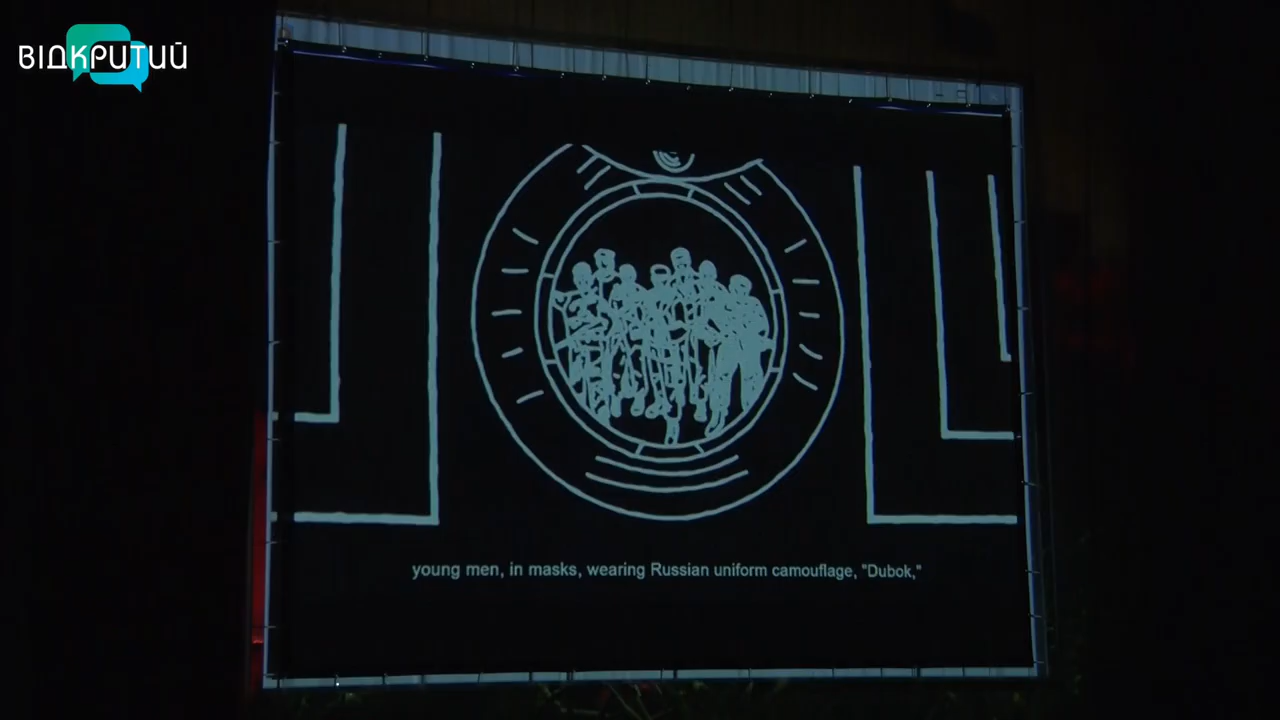 ВІДКРИТИЙ
young men, in masks, wearing Russian uniform camouflage, "Dubok,"